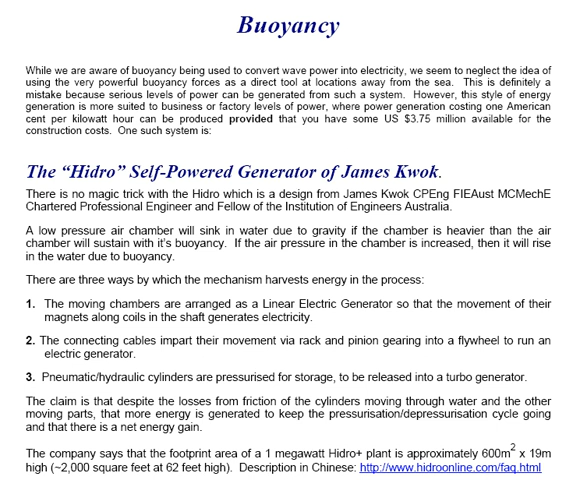 Buoyancy
While we are aware of buoyancy being used to convert wave power into electricity, we seem to neglect the idea of
using the very powerful buoyancy forces as a direct tool at locations away from the sea. This is definitely a
mistake because serious levels of power can be generated from such a system. However, this style of energy
generation is more suited to business or factory levels of power, where power generation costing one American
cent per kilowatt hour can be produced provided that you have some US $3.75 million available for the
construction costs. One such system is:
The “Hidro” Self-Powered Generator of James Kwok.
There is no magic trick with the Hidro which is a design from James Kwok CPEng FIEAust MCMechE
Chartered Professional Engineer and Fellow of the Institution of Engineers Australia.
A low pressure air chamber will sink in water due to gravity if the chamber is heavier than the air
chamber will sustain with it’s buoyancy. If the air pressure in the chamber is increased, then it will rise
in the water due to buoyancy.
There are three ways by which the mechanism harvests energy in the process:
1. The moving chambers are arranged as a Linear Electric Generator so that the movement of their
magnets along coils in the shaft generates electricity.
2. The connecting cables impart their movement via rack and pinion gearing into a flywheel to run an
electric generator.
3. Pneumatic/hydraulic cylinders are pressurised for storage, to be released into a turbo generator.
The claim is that despite the losses from friction of the cylinders moving through water and the other
moving parts, that more energy is generated to keep the pressurisation/depressurisation cycle going
and that there is a net energy gain.
The company says that the footprint area of a 1 megawatt Hidro+ plant is approximately 600m² x 19m
high (~2,000 square feet at 62 feet high). Description in Chinese: http://www.hidroonline.com/faq.html